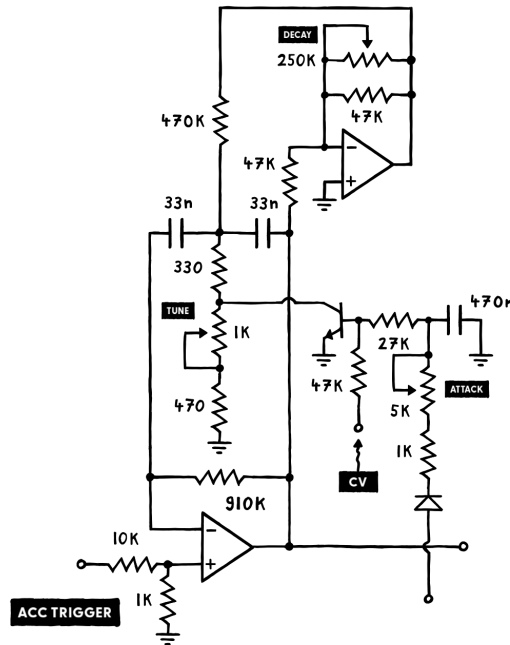 DECAY
250K
47K
470K
47K
33n
33n
330
TUNE
1K
470
470n
27K
47K
ATTACK
5K
1K
CV
910K
10K
1K
ACC TRIGGER
-
+
-
+